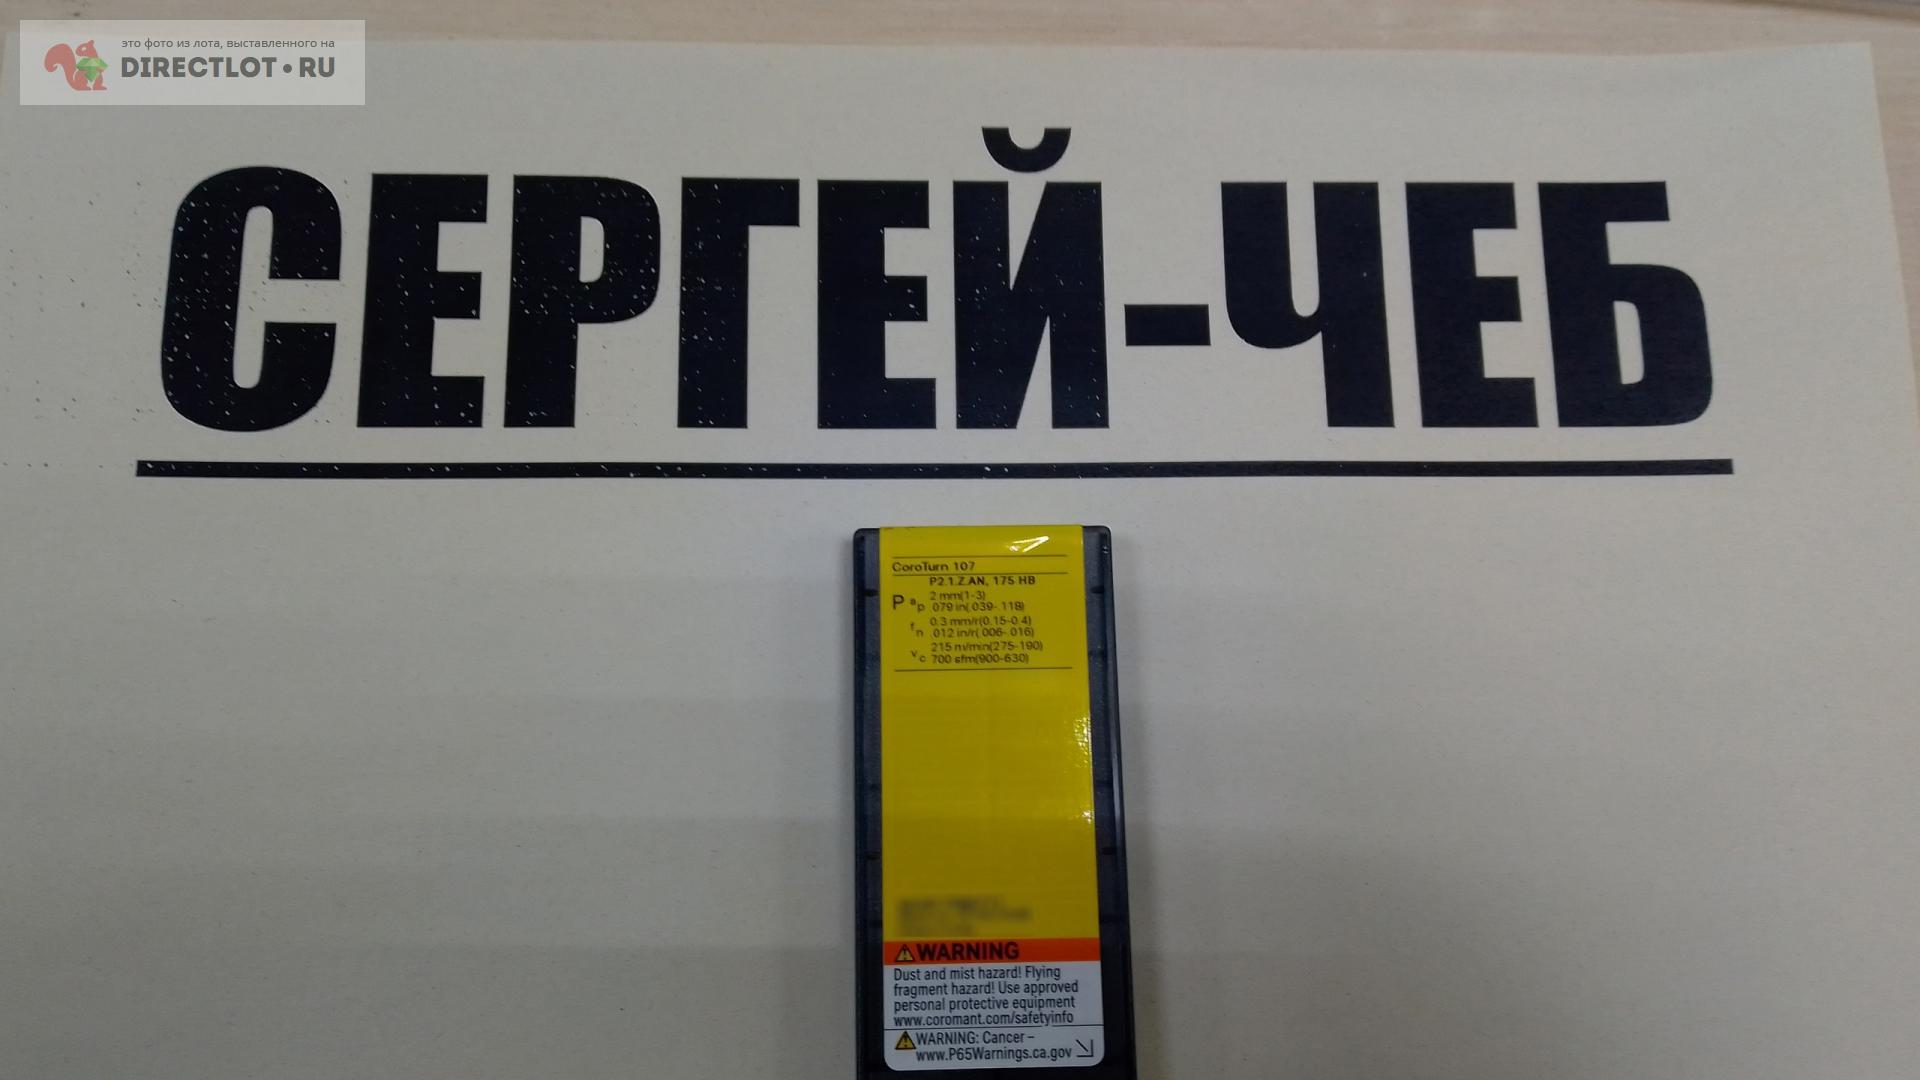 это фото из лота, выставленного на
DIRECTLOT•RU
СЕРГЕЙ-ЧЕБ
CoroTurn 107
P2.1.Z.AN, 175 HB
P ap 2 mm(1-3)
.079 in(.039-.118)
fn 0.3 mm/r(0.15-0.4)
.012 in/r(.006-.016)
vc 215 m/min(275-190)
700 sfm(900-630)
WARNING
Dust and mist hazard! Flying
fragment hazard! Use approved
personal protective equipment
www.coromant.com/safetyinfo
WARNING: Cancer –
www.P65Warnings.ca.gov